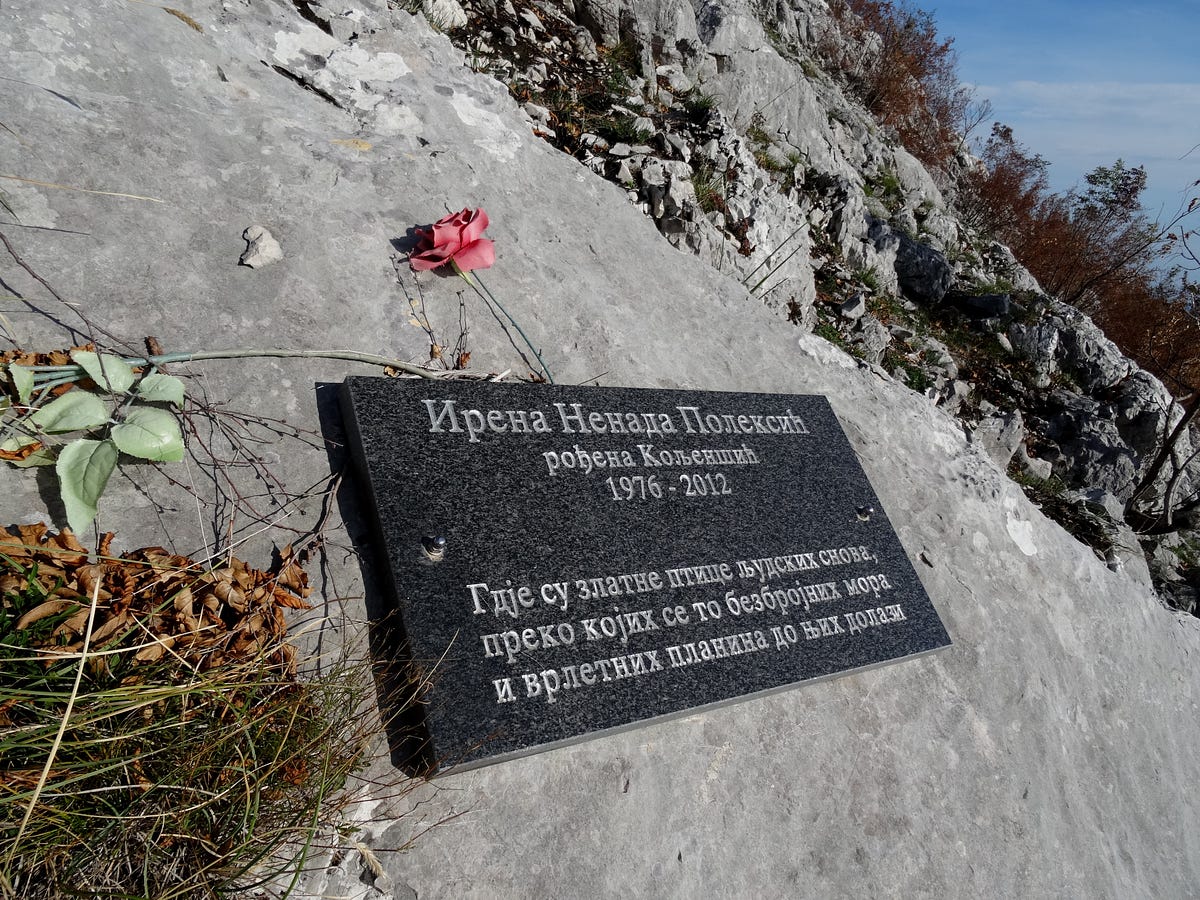 Ирена Ненада Полексић
рођена Кољеншић
1976 - 2012
Гдје су златне птице људских снова,
преко којих се то безбројних мора
и врлетних планина до њих долази